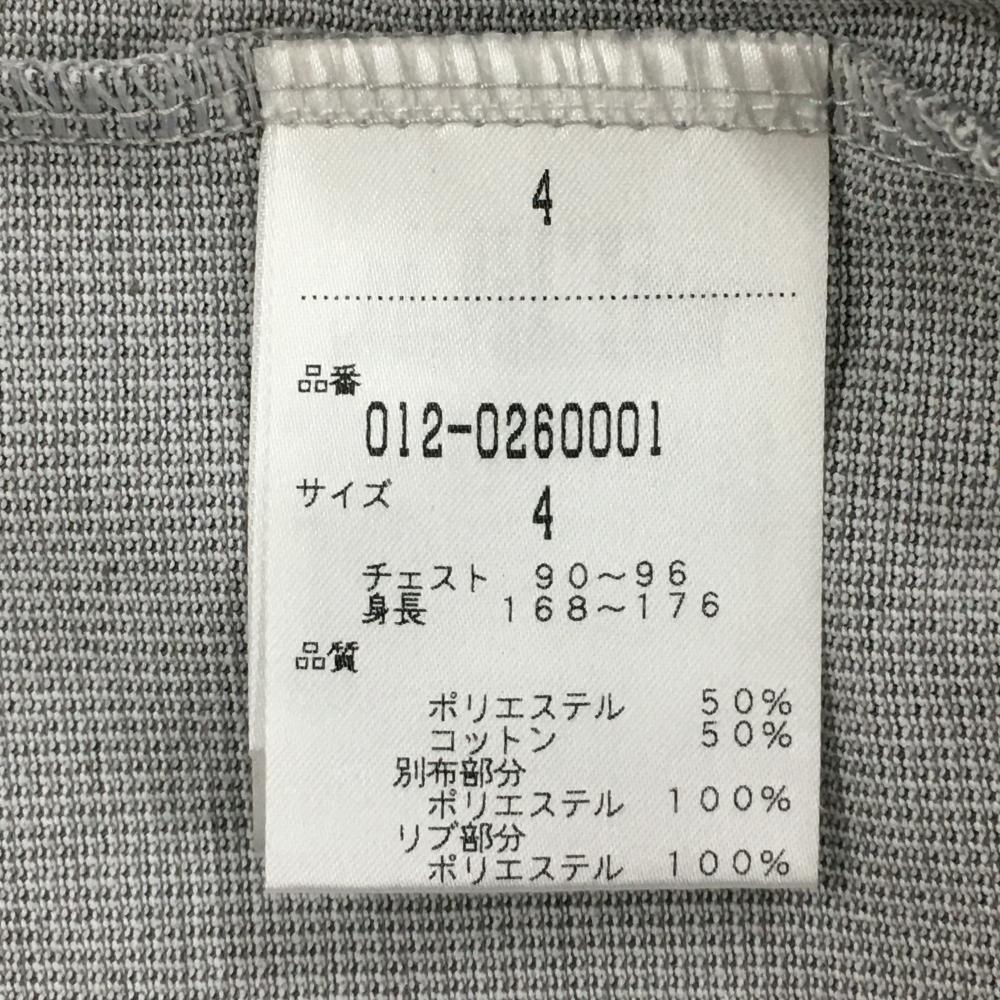 4
品番
012-0260001
サイズ 4
チェスト 90～96
身長 168～176
品質
ポリエステル 50%
コットン 50%
別布部分
ポリエステル 100%
リブ部分
ポリエステル 100%